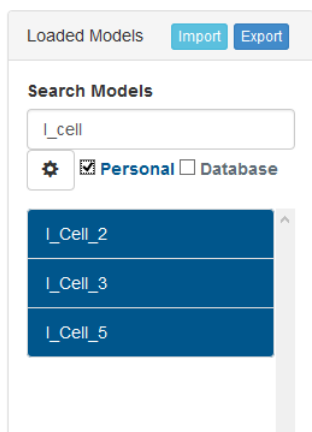 Loaded Models Import Export
Search Models
I_cell
Personal Database
I_Cell_2
I_Cell_3
I_Cell_5